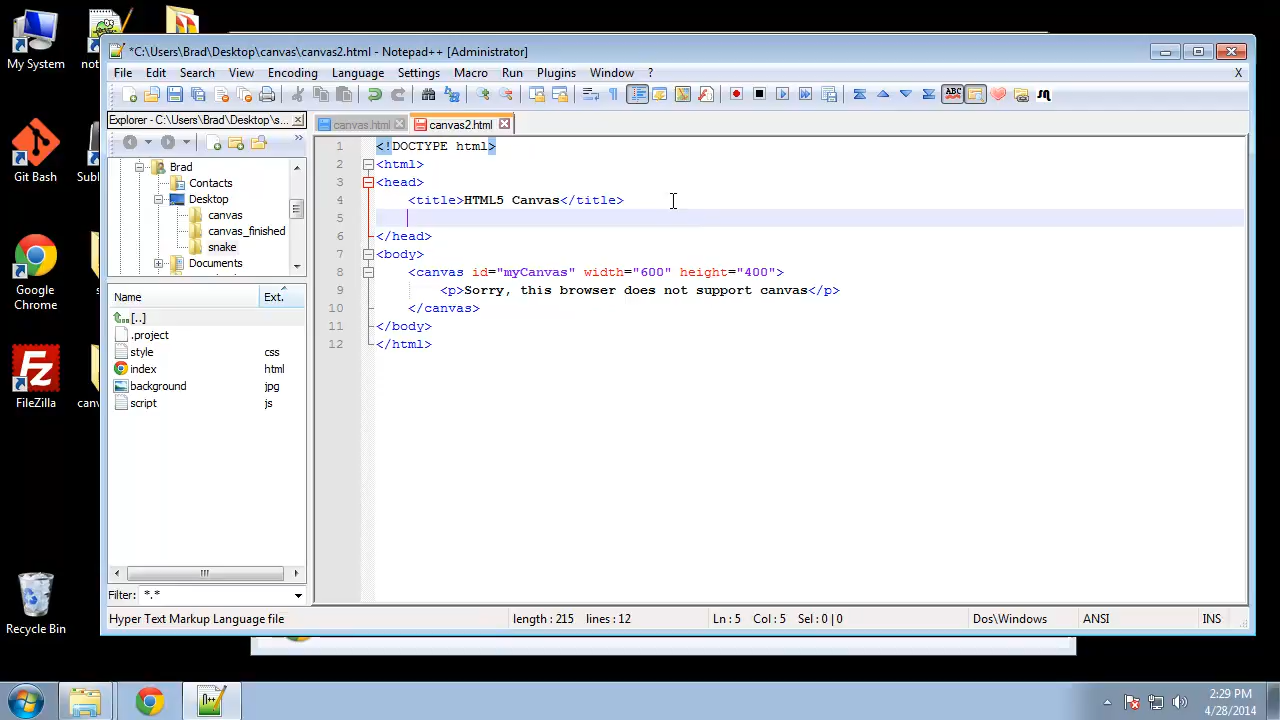 My System
not
Git Bash
Subl
Google
Chrome
s
FileZilla
canv
Recycle Bin
*C:\Users\Brad\Desktop\canvas\canvas2.html - Notepad++ [Administrator]
File Edit Search View Encoding Language Settings Macro Run Plugins Window ? X
ABC
Explorer - C:\Users\Brad\Desktop\s...
Brad
Contacts
Desktop
canvas
canvas_finished
snake
Documents
Name Ext.
[..]
.project
style css
index html
background jpg
script js
Filter: *.*
canvas.html canvas2.html
1 <!DOCTYPE html>
2 <html>
3 <head>
4 <title>HTML5 Canvas</title>
5
6 </head>
7 <body>
8 <canvas id="myCanvas" width="600" height="400">
9 <p>Sorry, this browser does not support canvas</p>
10 </canvas>
11 </body>
12 </html>
Hyper Text Markup Language file length : 215 lines : 12 Ln : 5 Col : 5 Sel : 0 | 0 Dos\Windows ANSI INS
2:29 PM
4/28/2014